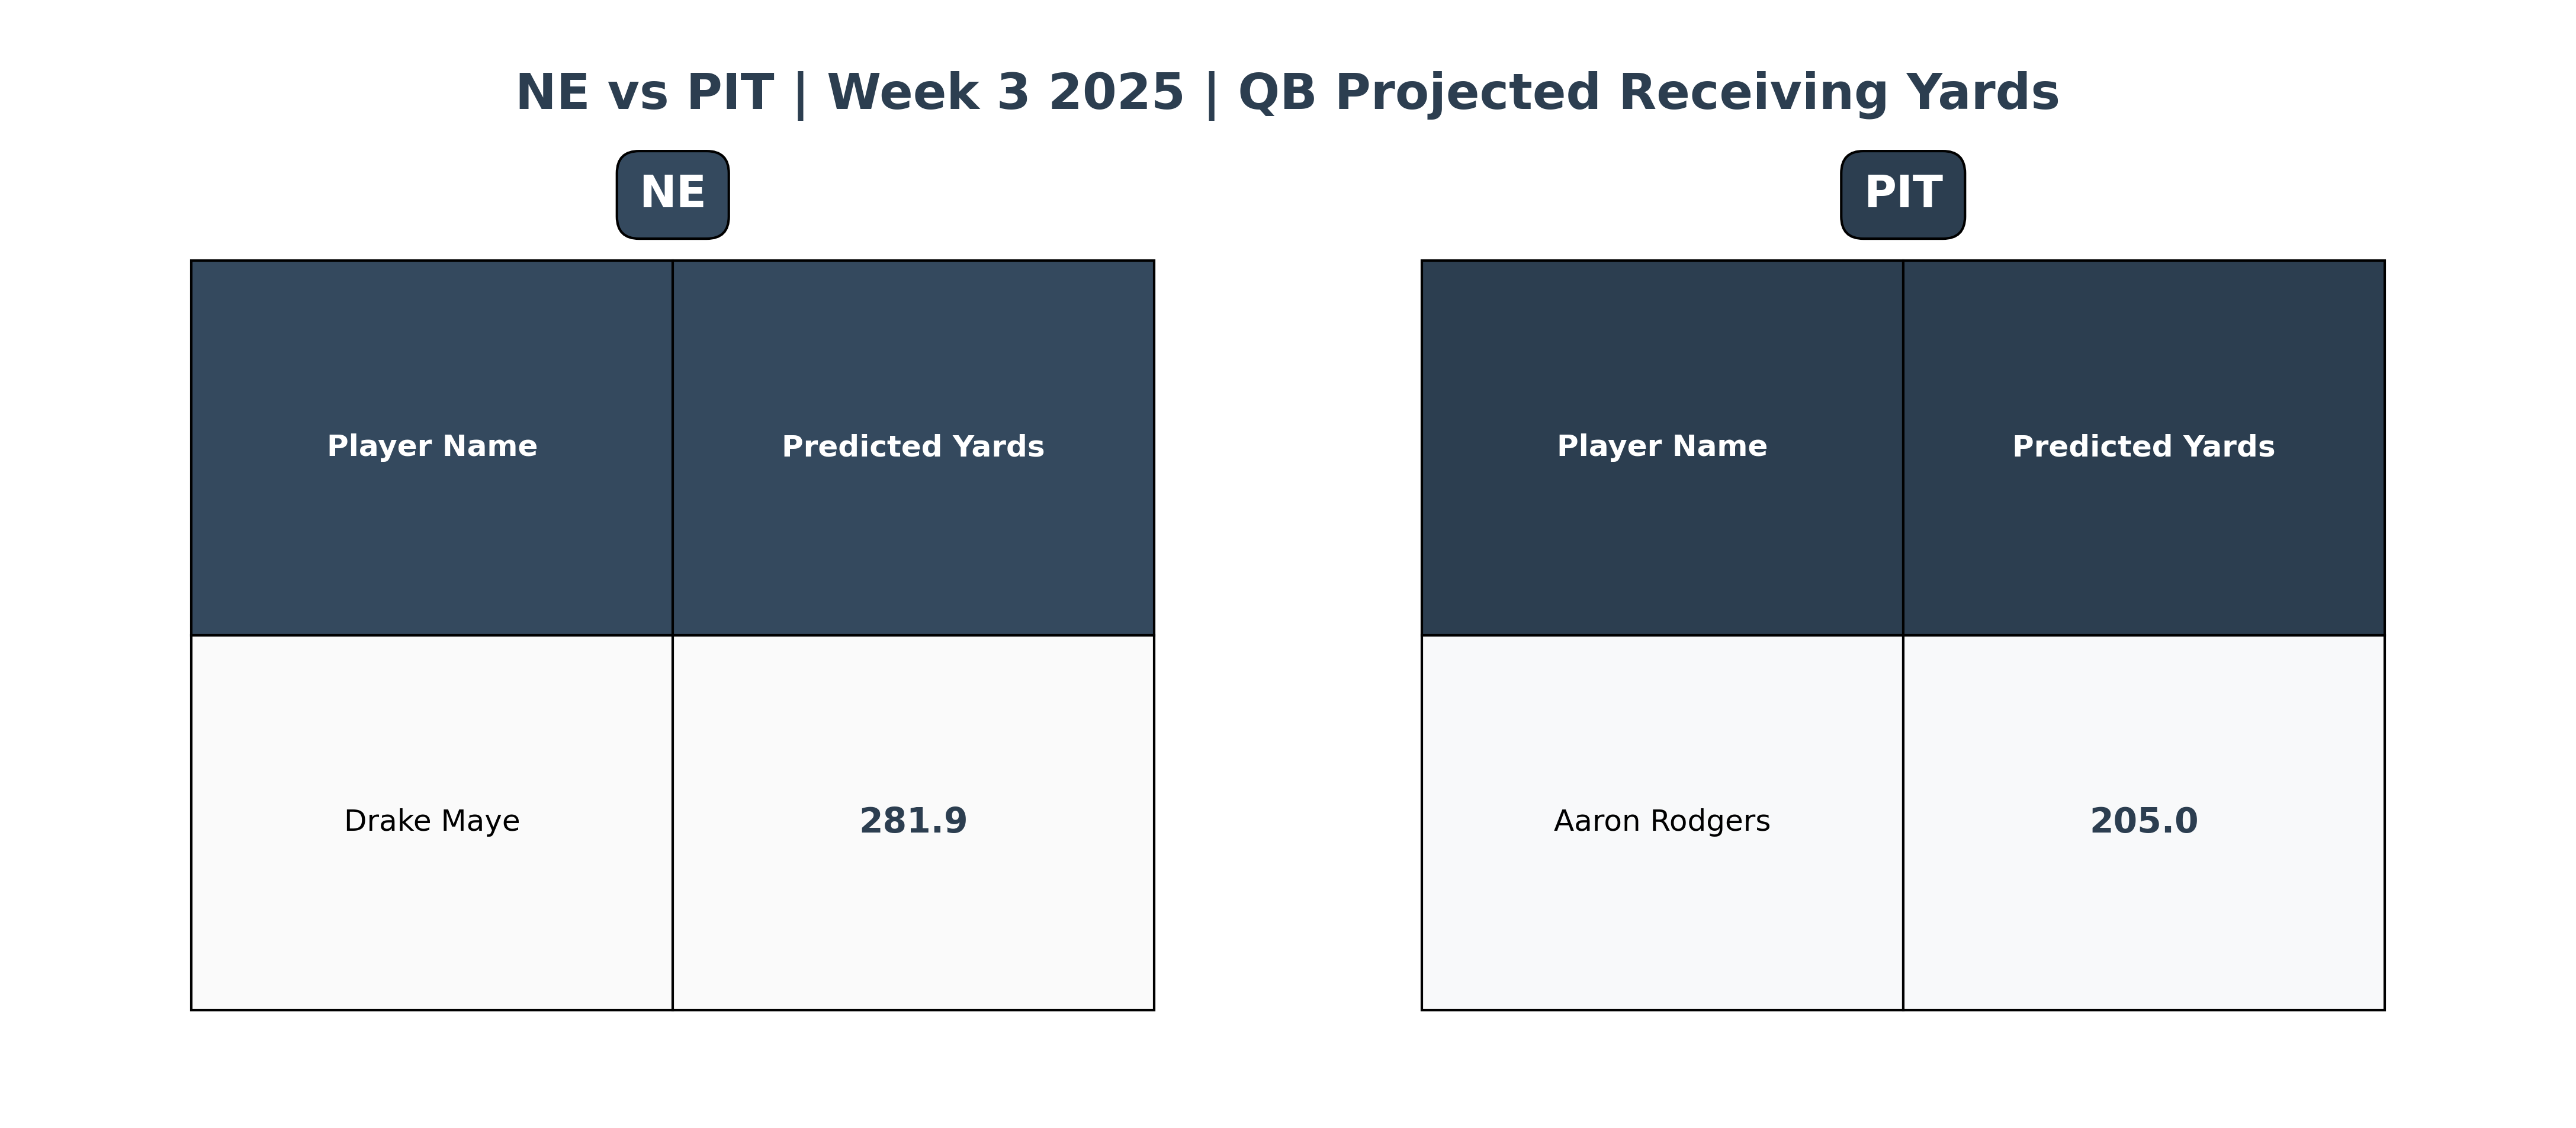 NE vs PIT | Week 3 2025 | QB Projected Receiving Yards
NE
Player Name Predicted Yards
Drake Maye 281.9
PIT
Player Name Predicted Yards
Aaron Rodgers 205.0